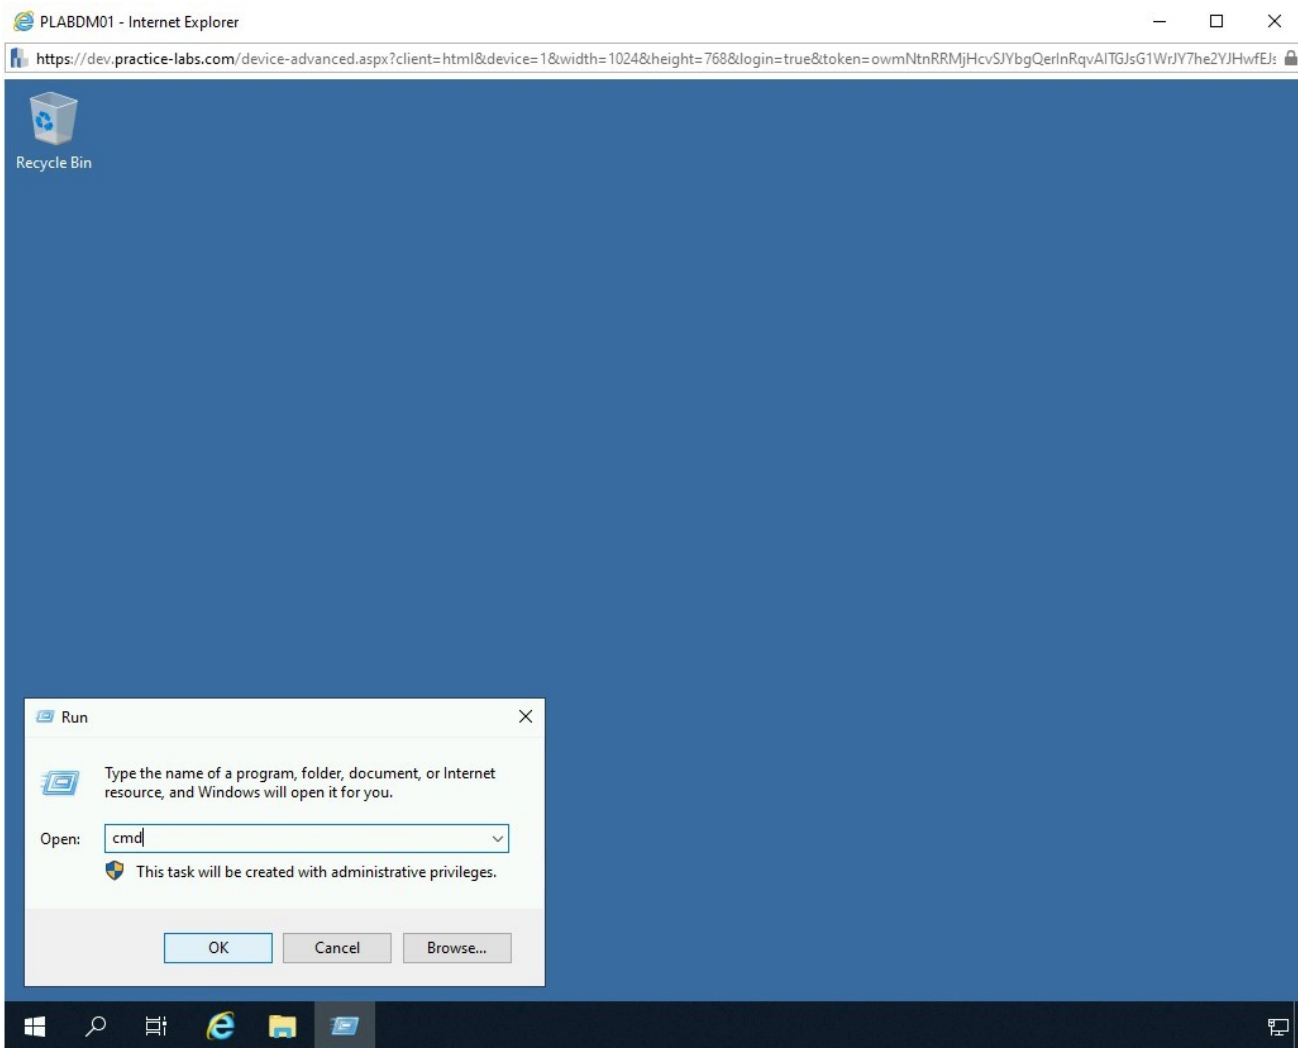 PLABDM01 - Internet Explorer
https://dev.practice-labs.com/device-advanced.aspx?client=html&device=1&width=1024&height=768&login=true&token=
Recycle Bin
Run
Type the name of a program, folder, document, or Internet
resource, and Windows will open it for you.
Open:
cmd
This task will be created with administrative privileges.
OK
Cancel
Browse...